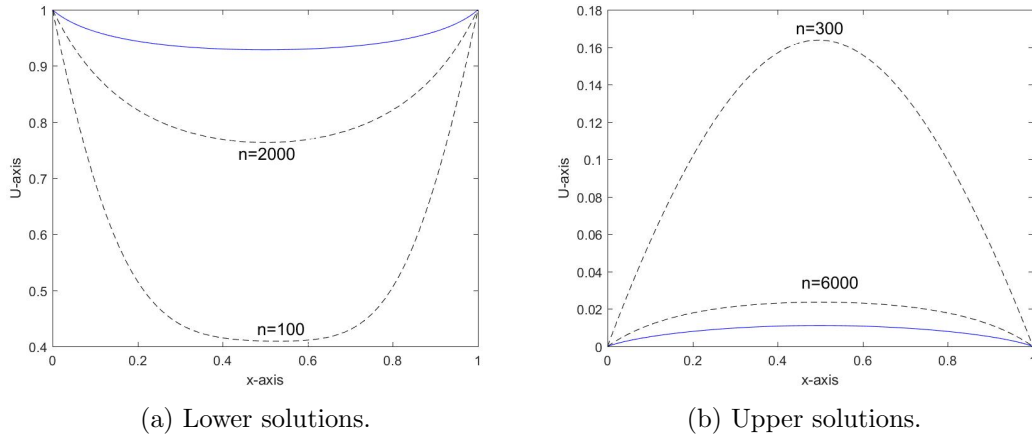 1
0.9
0.8
0.7
0.6
0.5
0.4
0
0.2
0.4
0.6
0.8
1
U-axis
x-axis
n=2000
n=100
(a) Lower solutions.
0.18
0.16
0.14
0.12
0.1
0.08
0.06
0.04
0.02
0
0
0.2
0.4
0.6
0.8
1
U-axis
x-axis
n=300
n=6000
(b) Upper solutions.